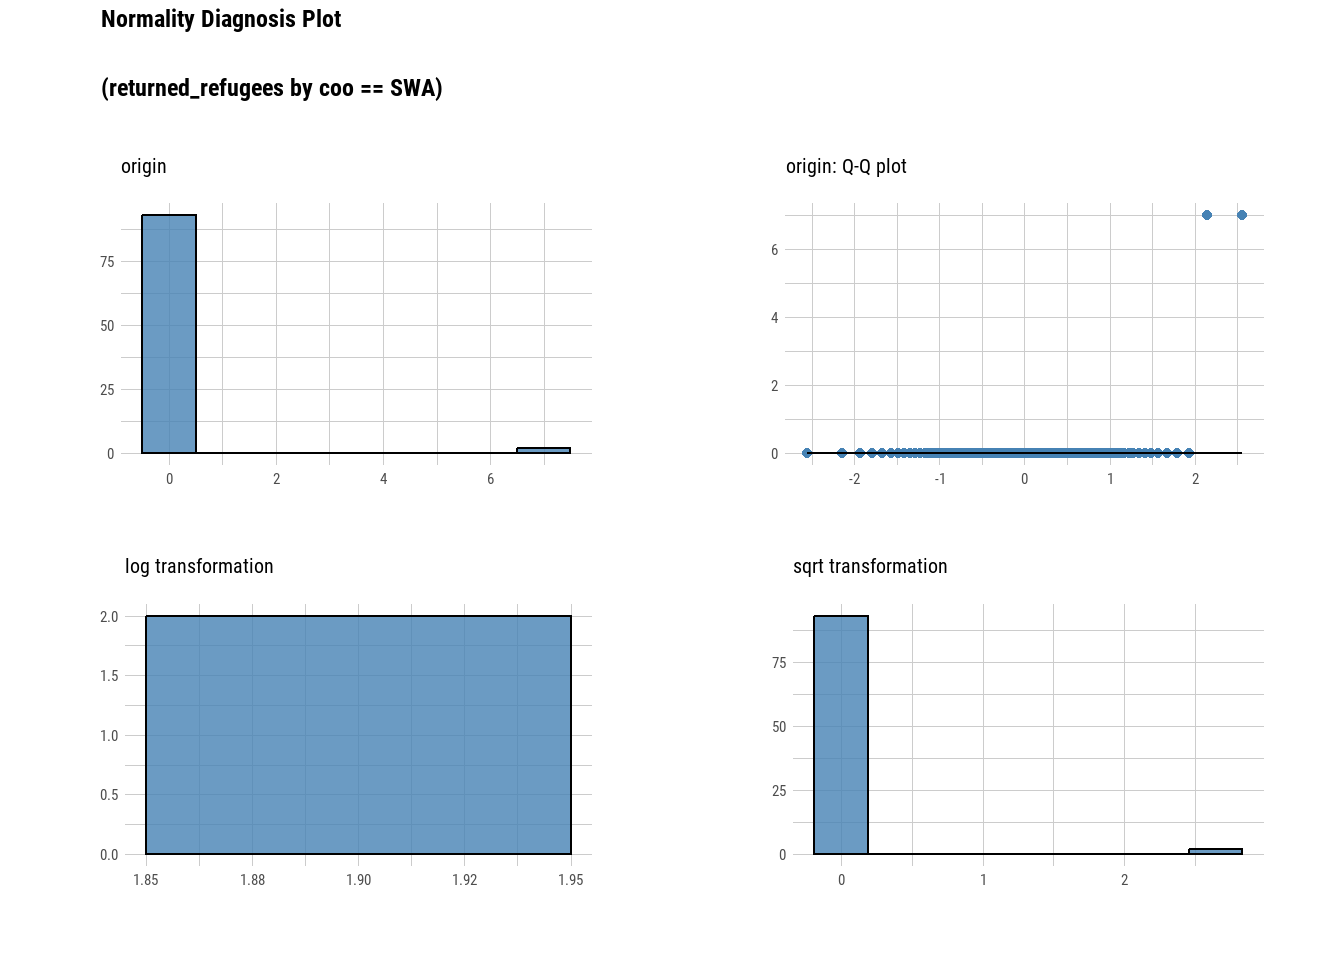 Normality Diagnosis Plot
(returned_refugees by coo == SWA)
origin
75
50
25
0
0 2 4 6
origin: Q-Q plot
6
4
2
0
-2 -1 0 1 2
log transformation
2.0
1.5
1.0
0.5
0.0
1.85 1.88 1.90 1.92 1.95
sqrt transformation
75
50
25
0
0 1 2